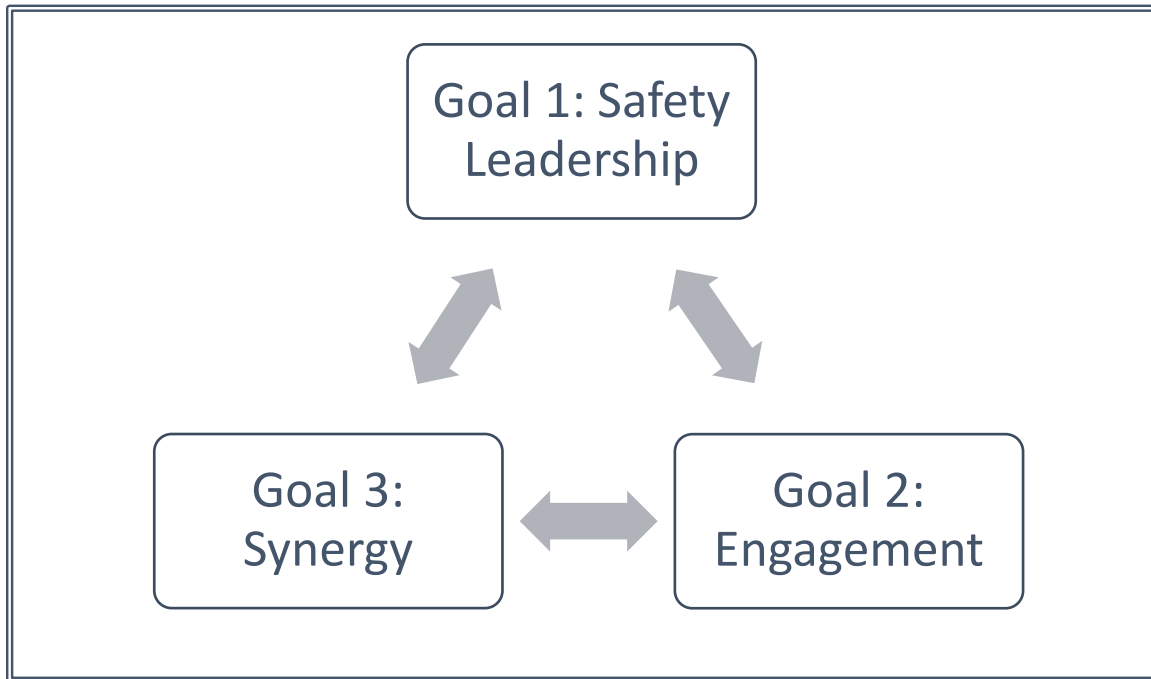 Goal 1: Safety
Leadership
Goal 3:
Synergy
Goal 2:
Engagement